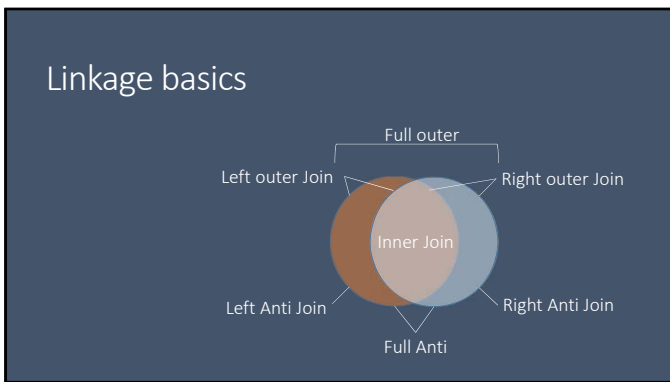 Linkage basics
Full outer
Left outer Join
Right outer Join
Inner Join
Left Anti Join
Right Anti Join
Full Anti